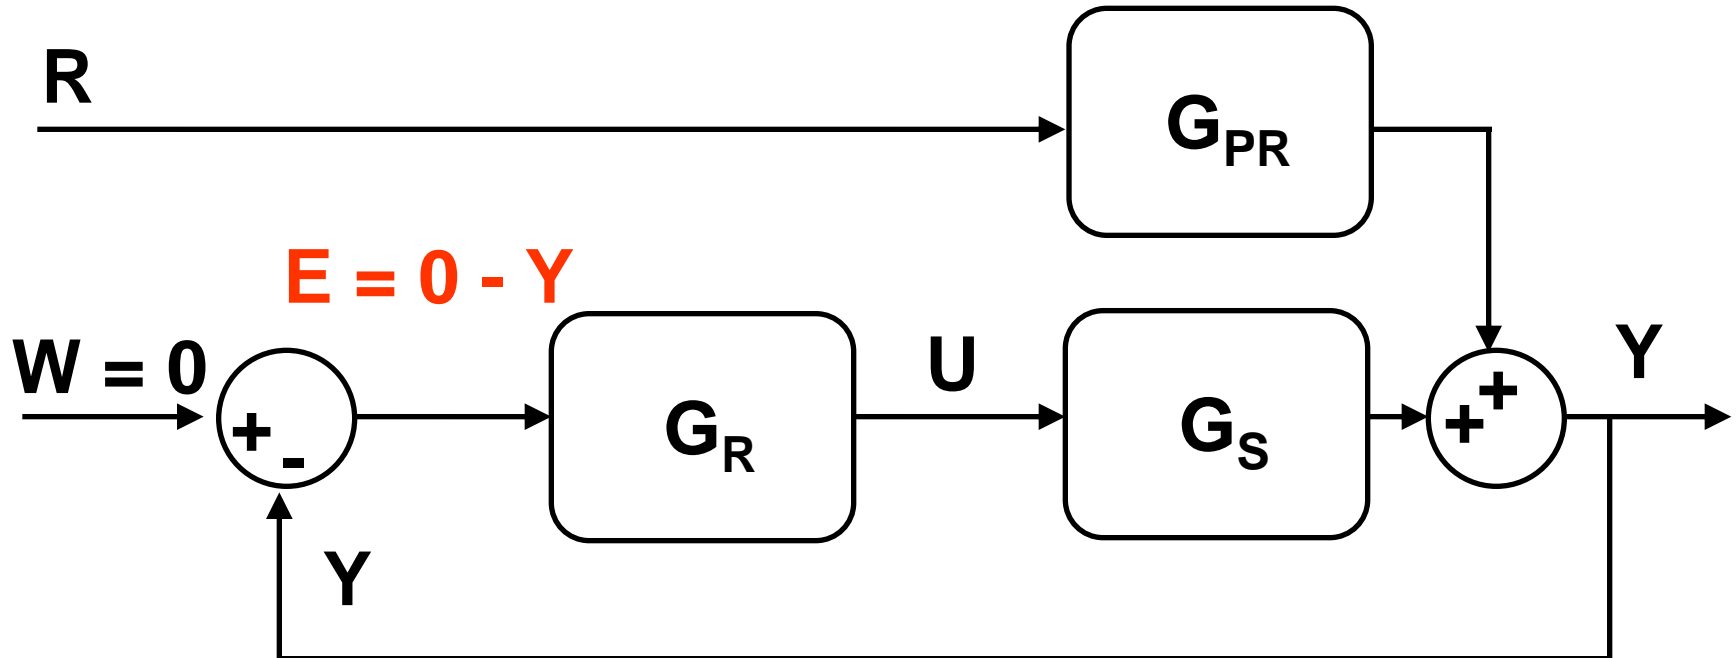 R
G_PR
E = 0 - Y
W = 0
U
Y
+
-
G_R
G_S
+
+
Y